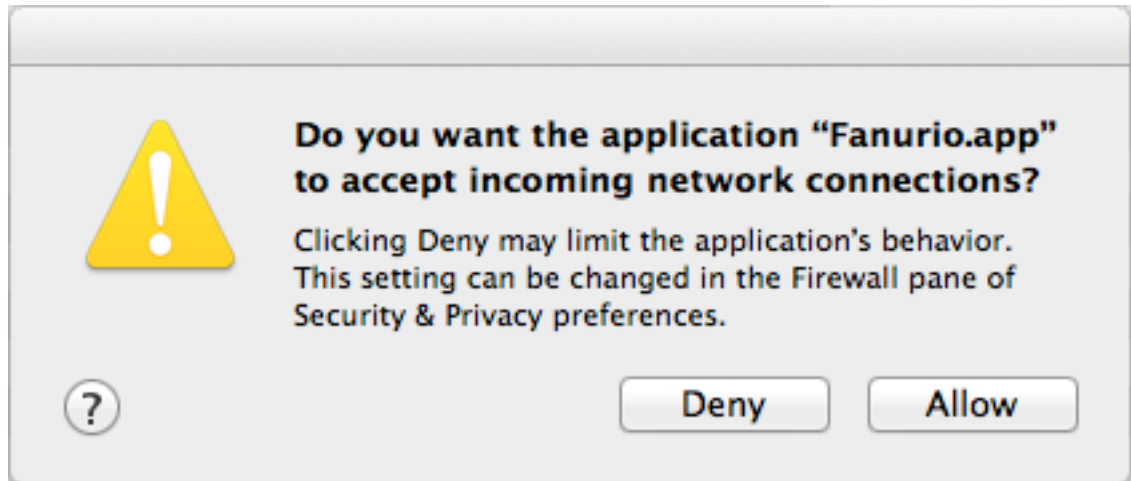 Do you want the application “Fanurio.app”
to accept incoming network connections?
Clicking Deny may limit the application’s behavior.
This setting can be changed in the Firewall pane of
Security & Privacy preferences.
?
Deny
Allow